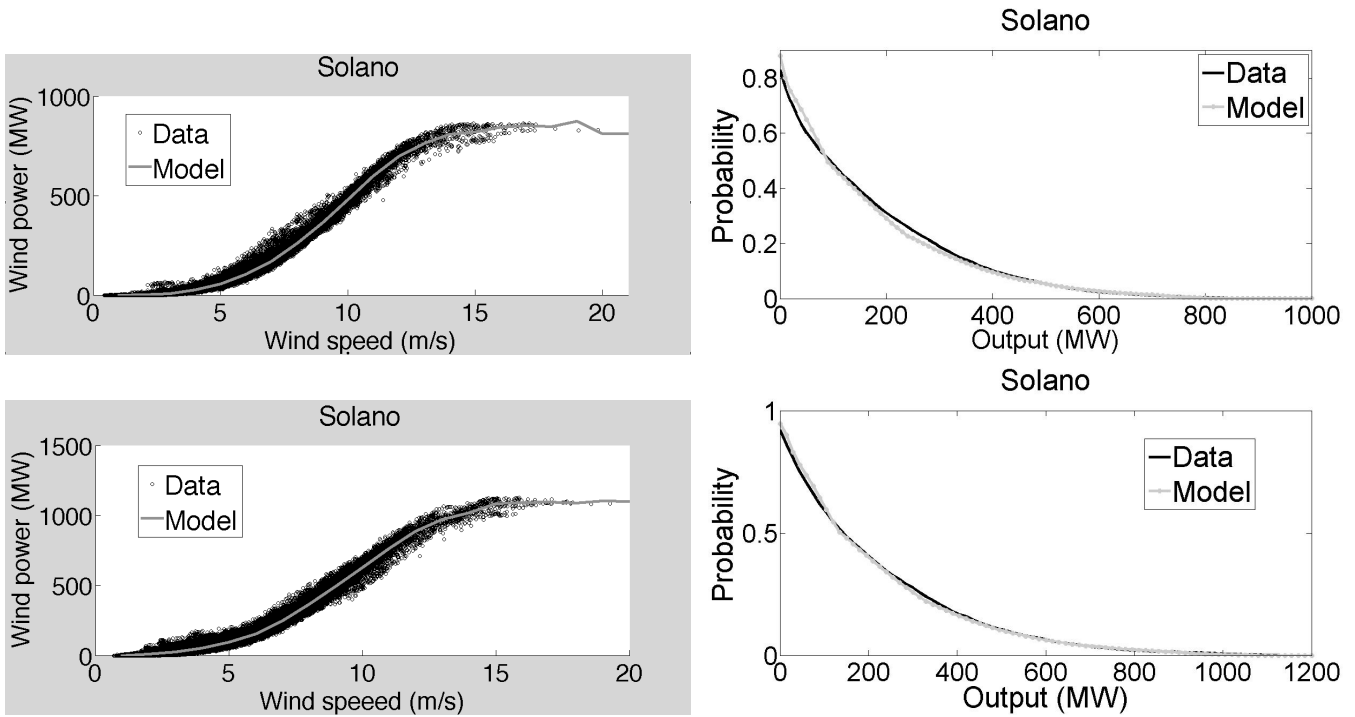 Solano
Wind power (MW)
1000
500
0
Data
Model
0 5 10 15 20
Wind speed (m/s)
Solano
Probability
0.8
0.6
0.4
0.2
0
Data
Model
0 200 400 600 800 1000
Output (MW)
Solano
Wind power (MW)
1500
1000
500
0
Data
Model
0 5 10 15 20
Wind speeed (m/s)
Solano
Probability
1
0.5
0
Data
Model
0 200 400 600 800 1000 1200
Output (MW)